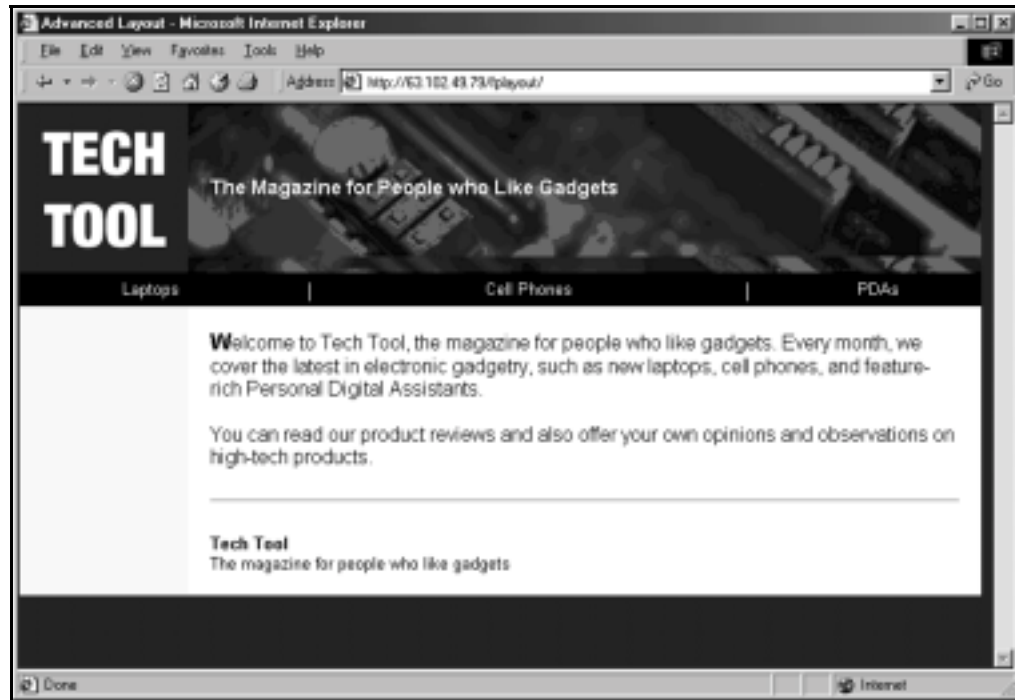 Advanced Layout - Microsoft Internet Explorer
File Edit View Favorites Tools Help
Address http://63.102.49.79/fplayout/ Go
TECH
TOOL
The Magazine for People who Like Gadgets
Laptops | Cell Phones | PDAs
Welcome to Tech Tool, the magazine for people who like gadgets. Every month, we
cover the latest in electronic gadgetry, such as new laptops, cell phones, and feature-
rich Personal Digital Assistants.
You can read our product reviews and also offer your own opinions and observations on
high-tech products.
Tech Tool
The magazine for people who like gadgets
Done Internet